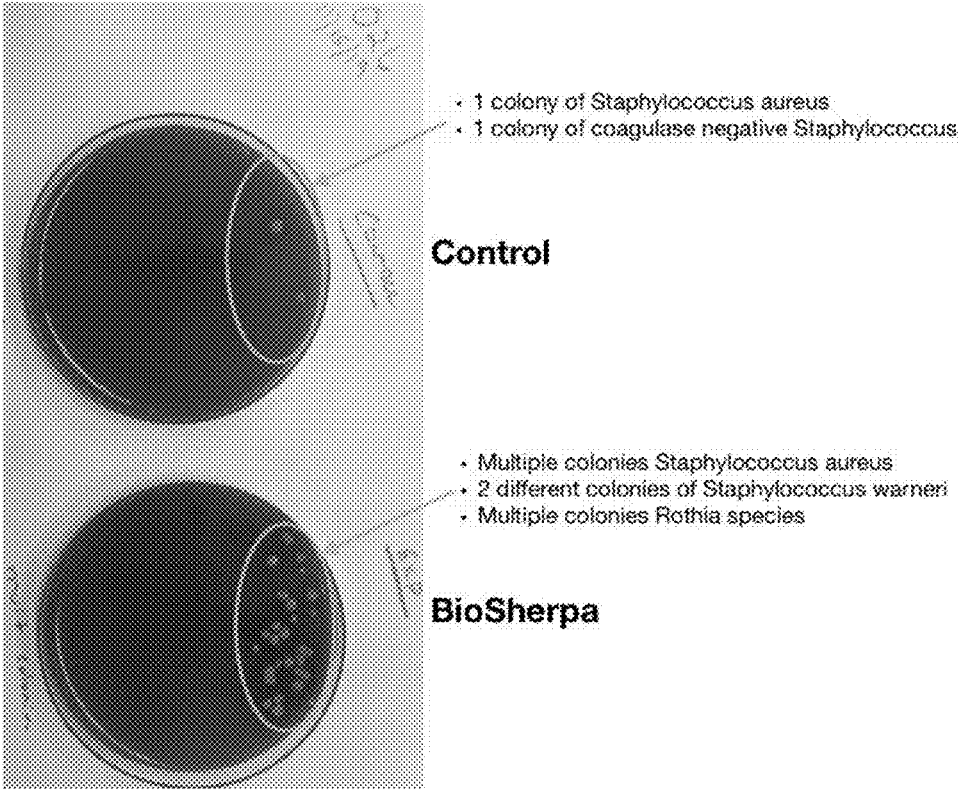 • 1 colony of Staphylococcus aureus
• 1 colony of coagulase negative Staphylococcus
Control
• Multiple colonies Staphylococcus aureus
• 2 different colonies of Staphylococcus warneri
• Multiple colonies Rothia species
BioSherpa